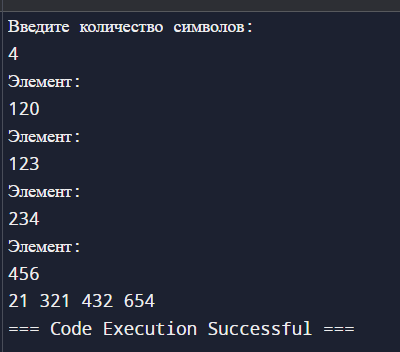 Введите количество символов:
4
Элемент:
120
Элемент:
123
Элемент:
234
Элемент:
456
21 321 432 654
=== Code Execution Successful ===